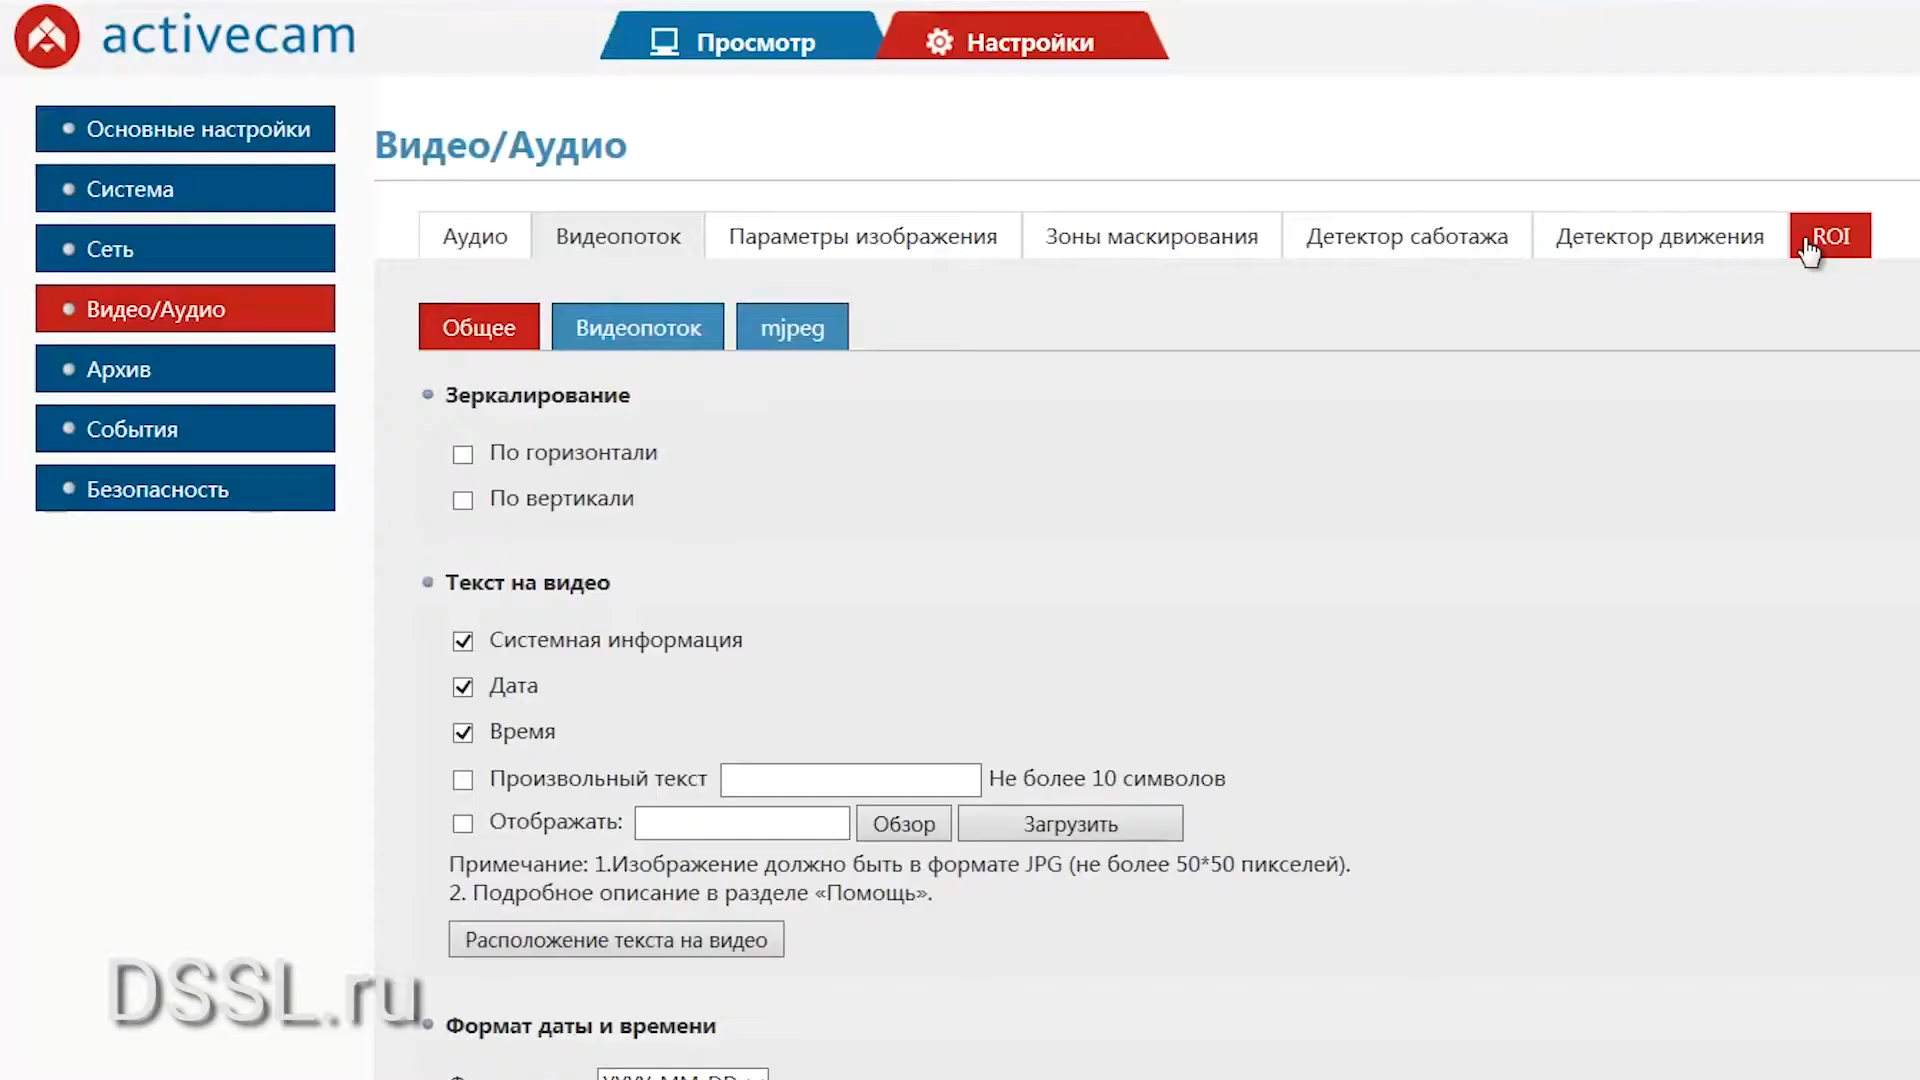 activecam
Просмотр
Настройки
Основные настройки
Система
Сеть
Видео/Аудио
Архив
События
Безопасность
Видео/Аудио
Аудио
Видеопоток
Параметры изображения
Зоны маскирования
Детектор саботажа
Детектор движения
ROI
Общее
Видеопоток
mjpeg
Зеркалирование
По горизонтали
По вертикали
Текст на видео
Системная информация
Дата
Время
Произвольный текст
Не более 10 символов
Отображать:
Обзор
Загрузить
Примечание: 1.Изображение должно быть в формате JPG (не более 50*50 пикселей).
2. Подробное описание в разделе «Помощь».
Расположение текста на видео
DSSL.ru
Формат даты и времени